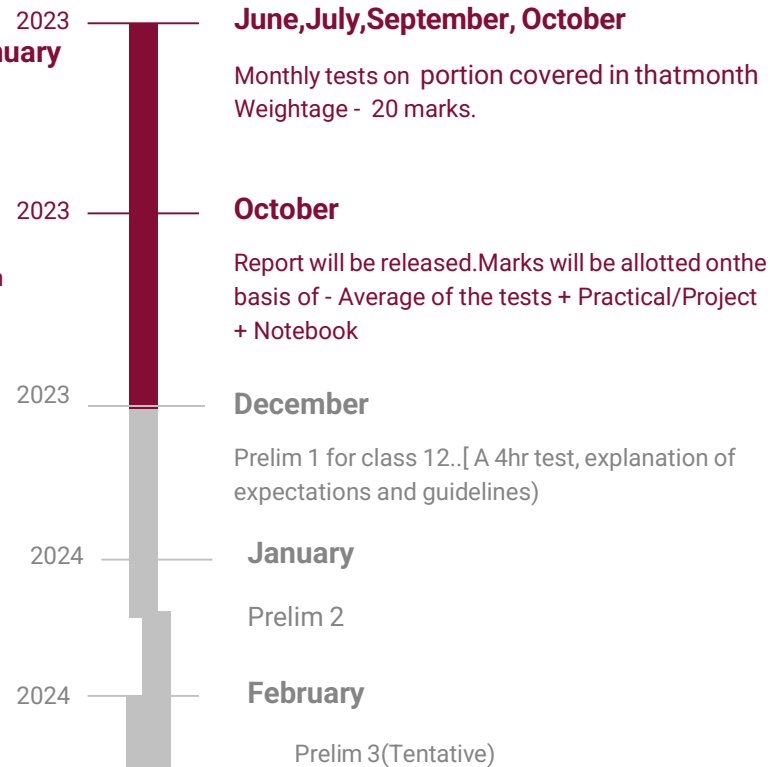 2023
June,July,September, October
nuary
Monthly tests on portion covered in thatmonth
Weightage - 20 marks.
2023
October
Report will be released.Marks will be allotted onthe
basis of - Average of the tests + Practical/Project
+ Notebook
2023
December
Prelim 1 for class 12..[ A 4hr test, explanation of
expectations and guidelines)
2024
January
Prelim 2
2024
February
Prelim 3(Tentative)